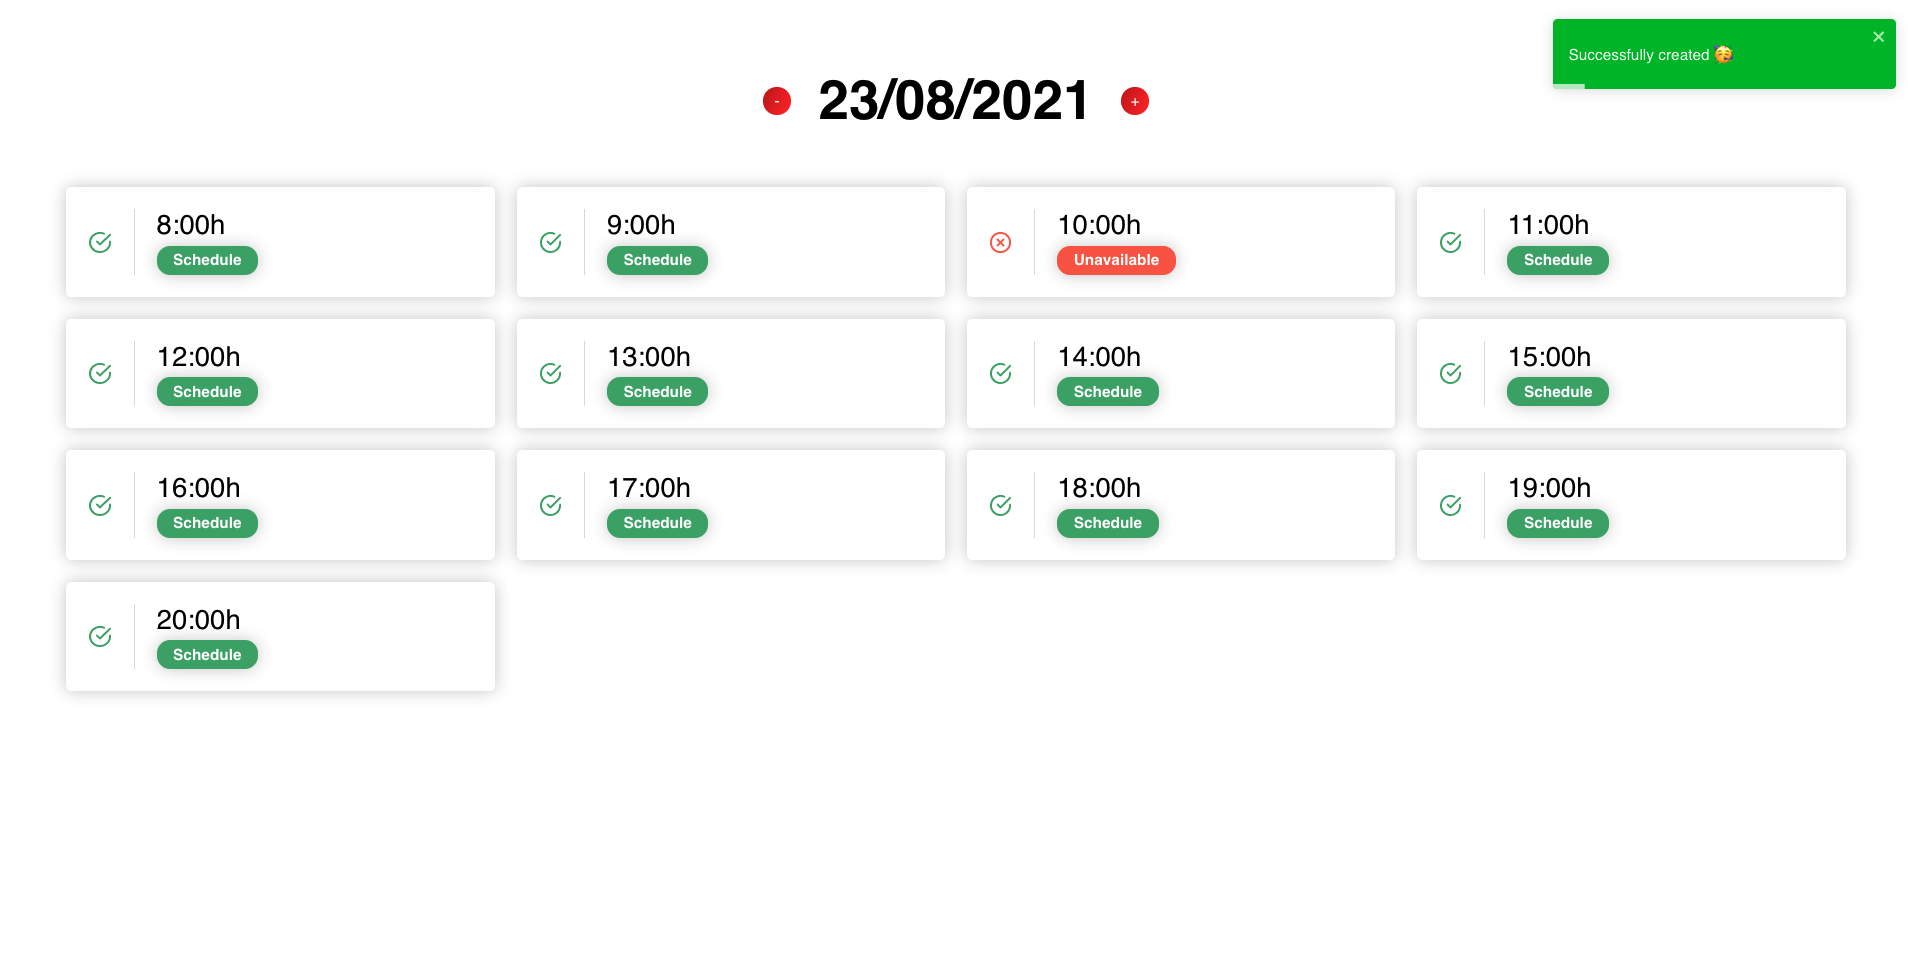 Successfully created 🥳
- 23/08/2021 +
8:00h
Schedule
9:00h
Schedule
10:00h
Unavailable
11:00h
Schedule
12:00h
Schedule
13:00h
Schedule
14:00h
Schedule
15:00h
Schedule
16:00h
Schedule
17:00h
Schedule
18:00h
Schedule
19:00h
Schedule
20:00h
Schedule